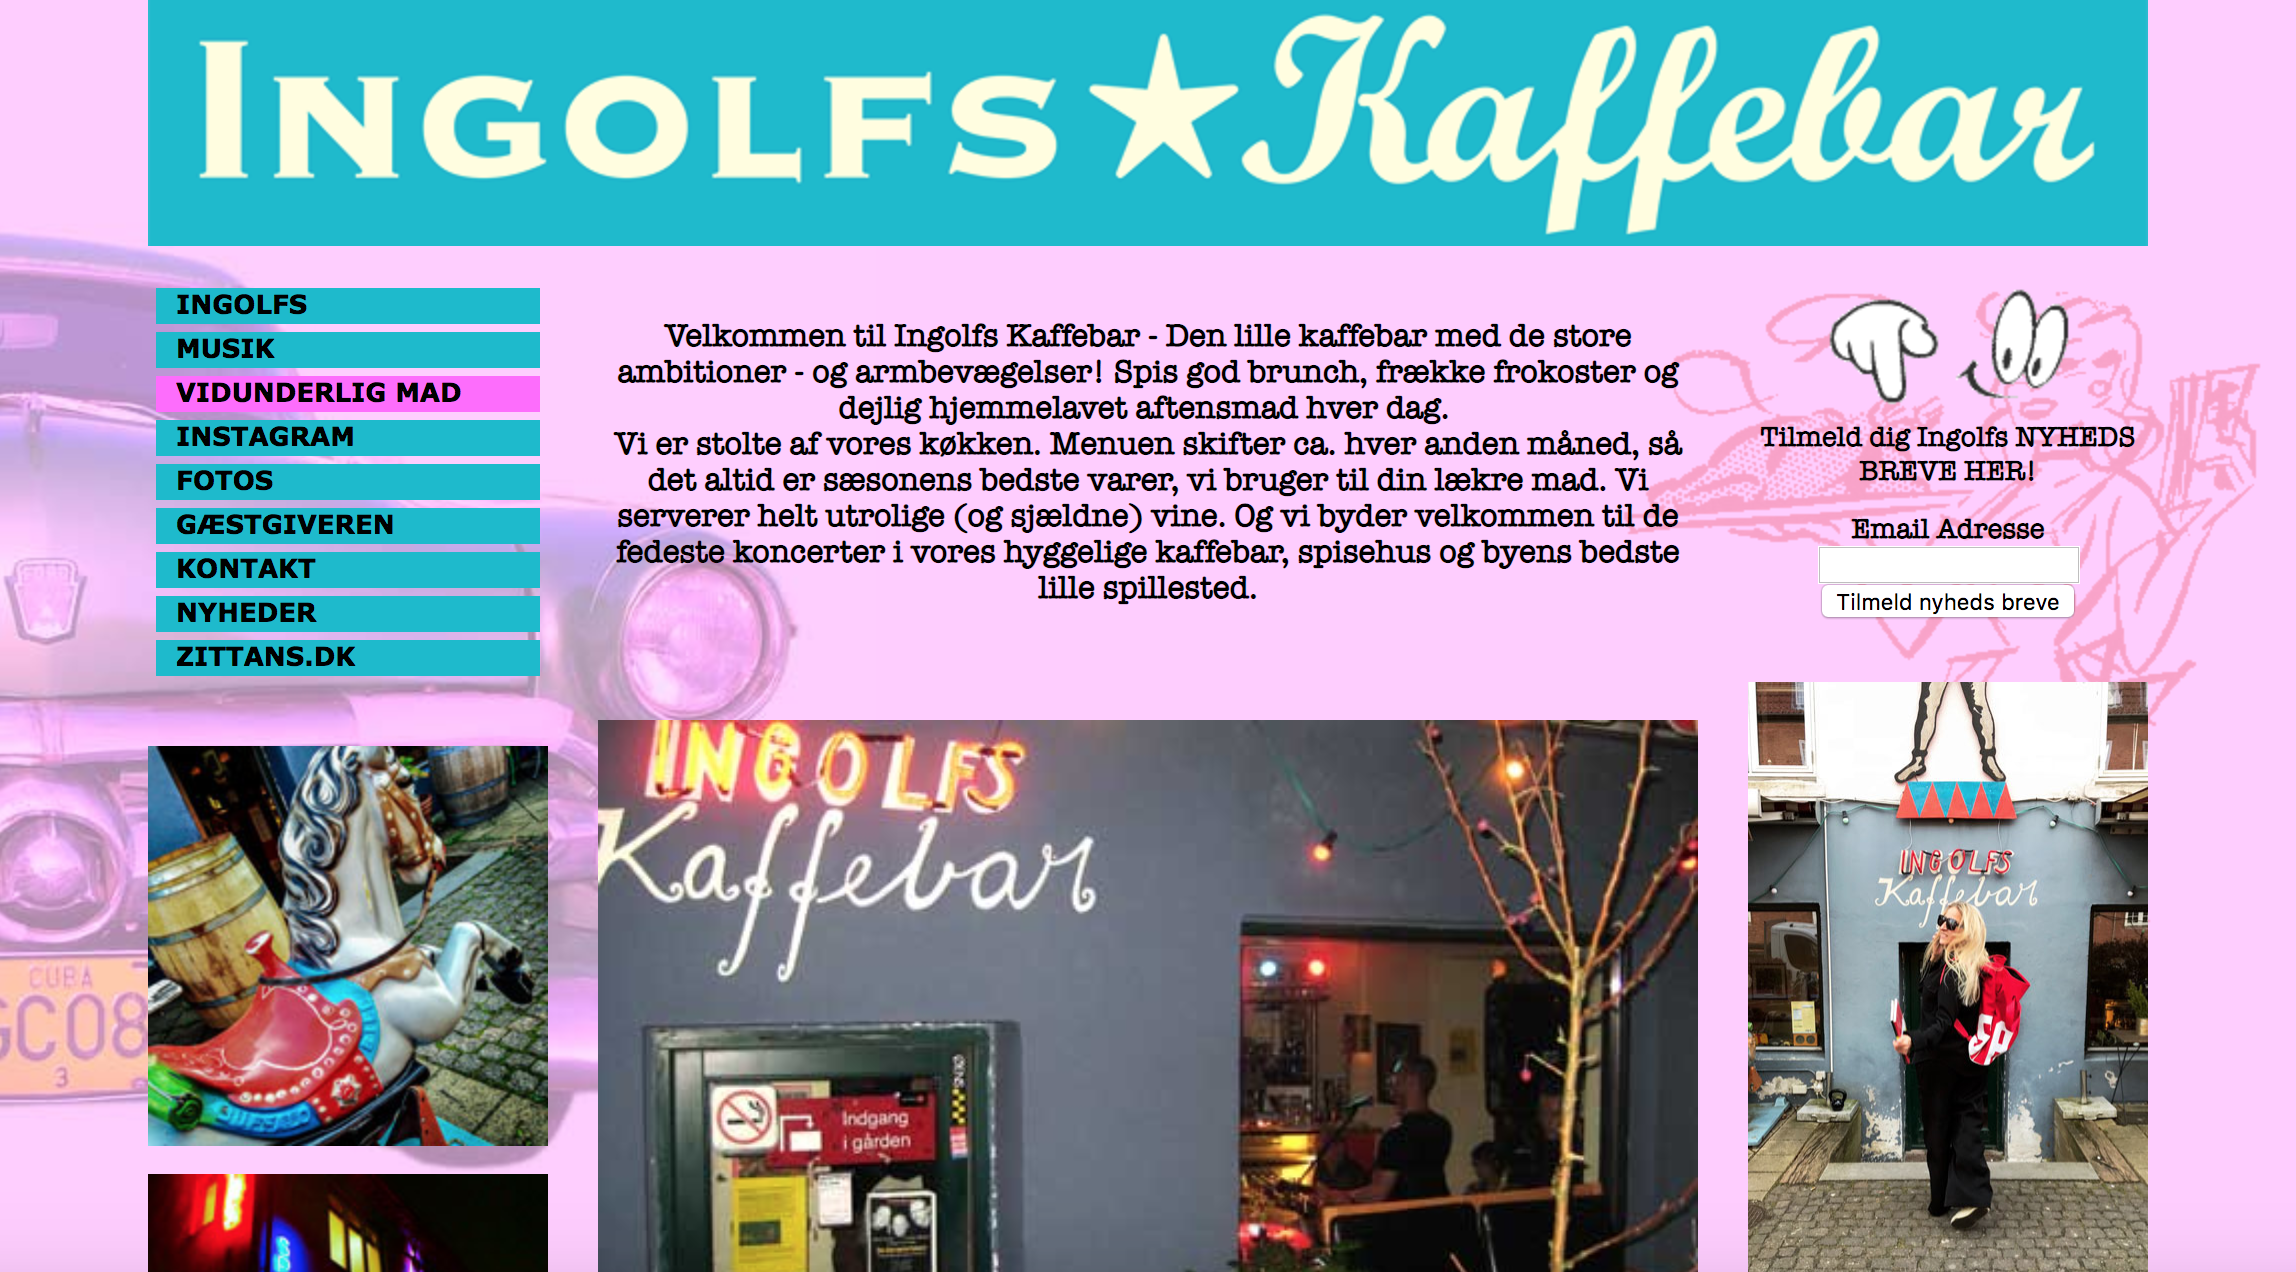 INGOLFS★Kaffebar
INGOLFS
MUSIK
VIDUNDERLIG MAD
INSTAGRAM
FOTOS
GÆSTGIVEREN
KONTAKT
NYHEDER
ZITTANS.DK
Velkommen til Ingolfs Kaffebar - Den lille kaffebar med de store
ambitioner - og armbevægelser! Spis god brunch, frække frokoster og
dejlig hjemmelavet aftensmad hver dag.
Vi er stolte af vores køkken. Menuen skifter ca. hver anden måned, så
det altid er sæsonens bedste varer, vi bruger til din lækre mad. Vi
serverer helt utrolige (og sjældne) vine. Og vi byder velkommen til de
fedeste koncerter i vores hyggelige kaffebar, spisehus og byens bedste
lille spillested.
Tilmeld dig Ingolfs NYHEDS
BREVE HER!
Email Adresse
Tilmeld nyheds breve
CUBA
GC08
3
INGOLFS
Kaffebar
Indgang
i gården
INGOLFS
Kaffebar